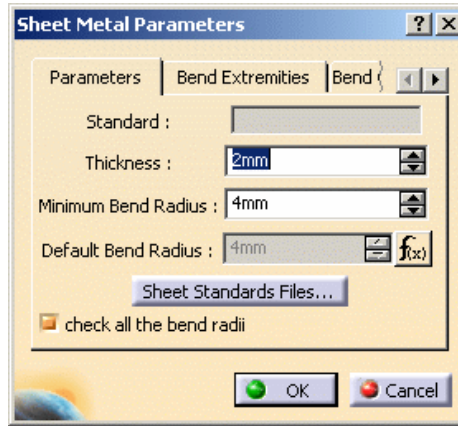 Sheet Metal Parameters
Parameters Bend Extremities Bend
Standard :
Thickness : 2mm
Minimum Bend Radius : 4mm
Default Bend Radius : 4mm f(x)
Sheet Standards Files...
check all the bend radii
OK Cancel